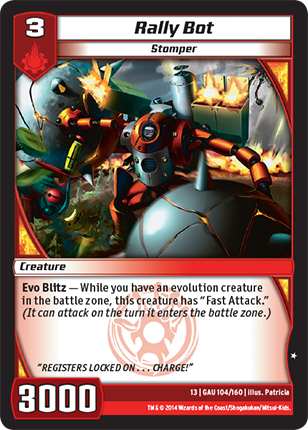 3
Rally Bot
Stomper
Creature
Evo Blitz — While you have an evolution creature
in the battle zone, this creature has “Fast Attack.”
(It can attack on the turn it enters the battle zone.)
“REGISTERS LOCKED ON . . . CHARGE!”
3000
13 | GAU 104/160 | Illus. Patricia
TM & © 2014 Wizards of the Coast/Shogakukan/Mitsui-Kids.